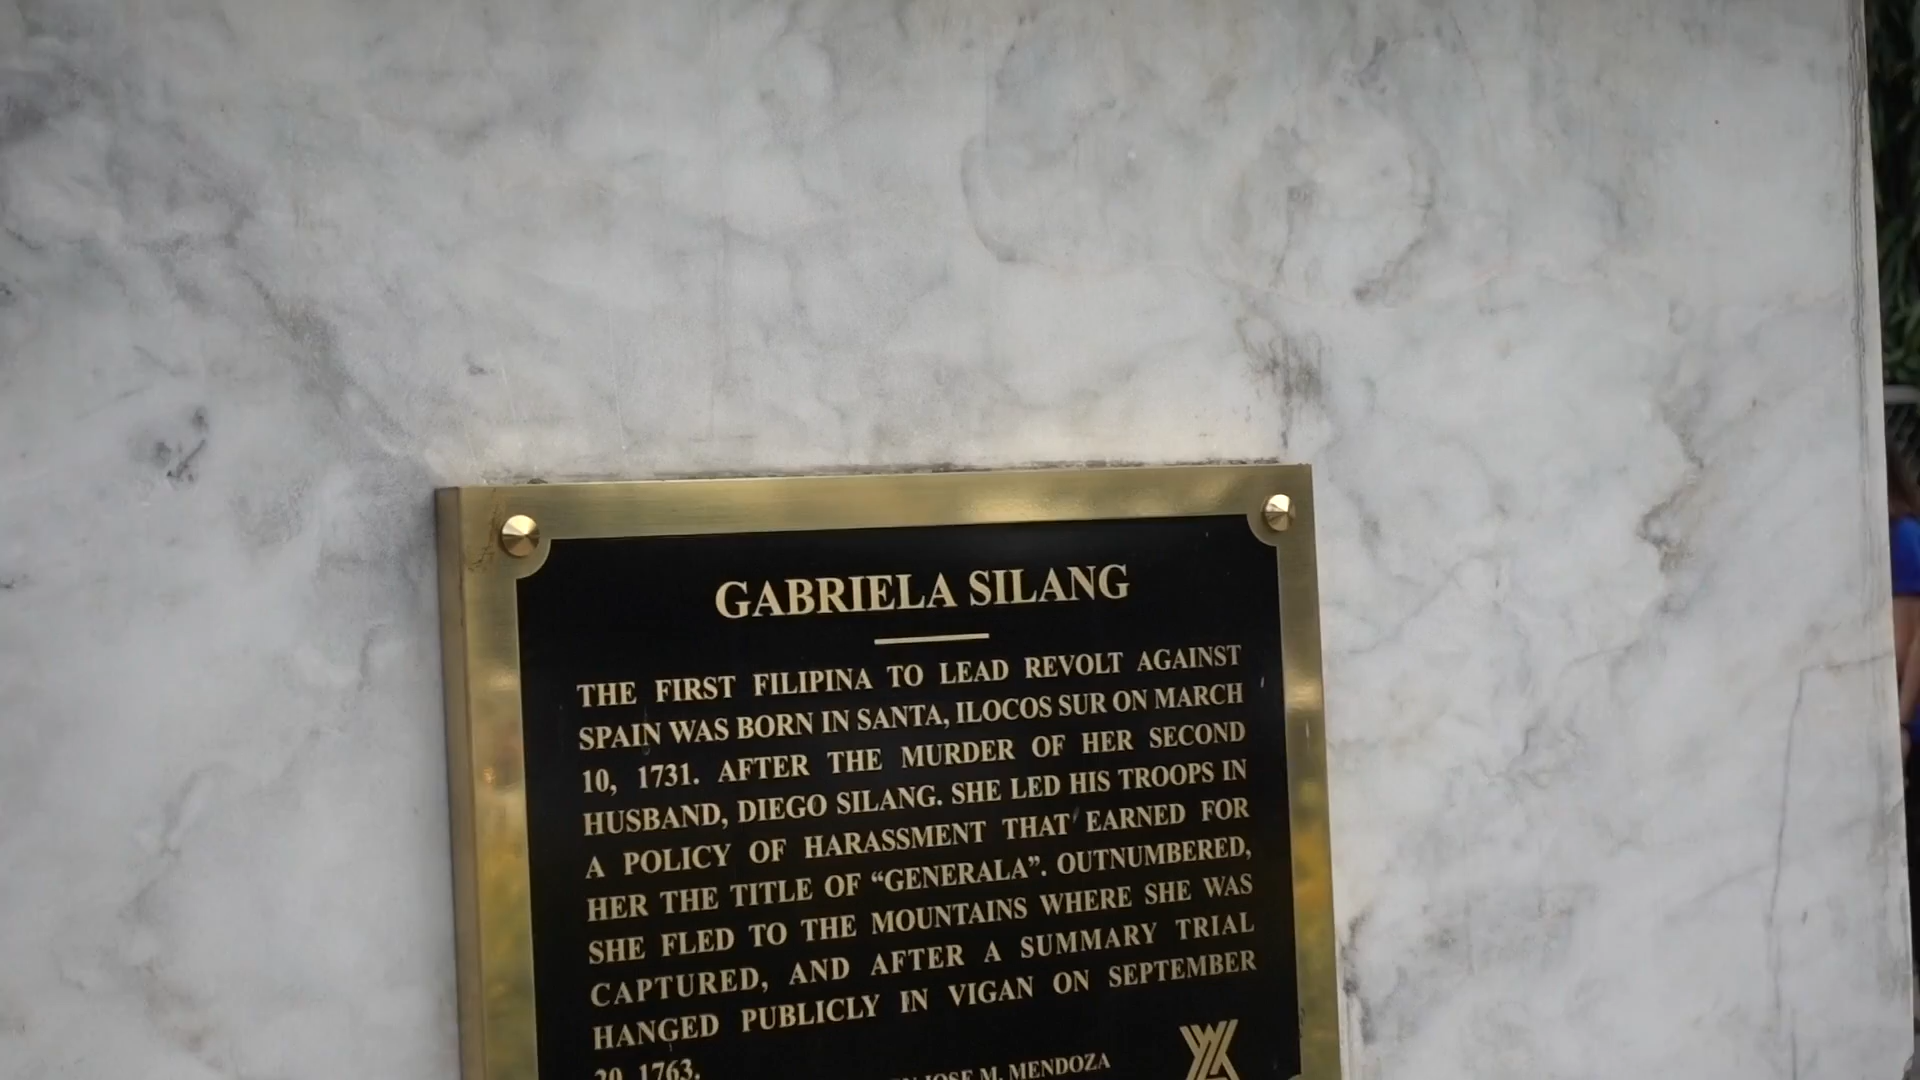 GABRIELA SILANG
THE FIRST FILIPINA TO LEAD REVOLT AGAINST
SPAIN WAS BORN IN SANTA, ILOCOS SUR ON MARCH
10, 1731. AFTER THE MURDER OF HER SECOND
HUSBAND, DIEGO SILANG. SHE LED HIS TROOPS IN
A POLICY OF HARASSMENT THAT EARNED FOR
HER THE TITLE OF “GENERALA”. OUTNUMBERED,
SHE FLED TO THE MOUNTAINS WHERE SHE WAS
CAPTURED, AND AFTER A SUMMARY TRIAL
HANGED PUBLICLY IN VIGAN ON SEPTEMBER
20, 1763.
JOSE M. MENDOZA